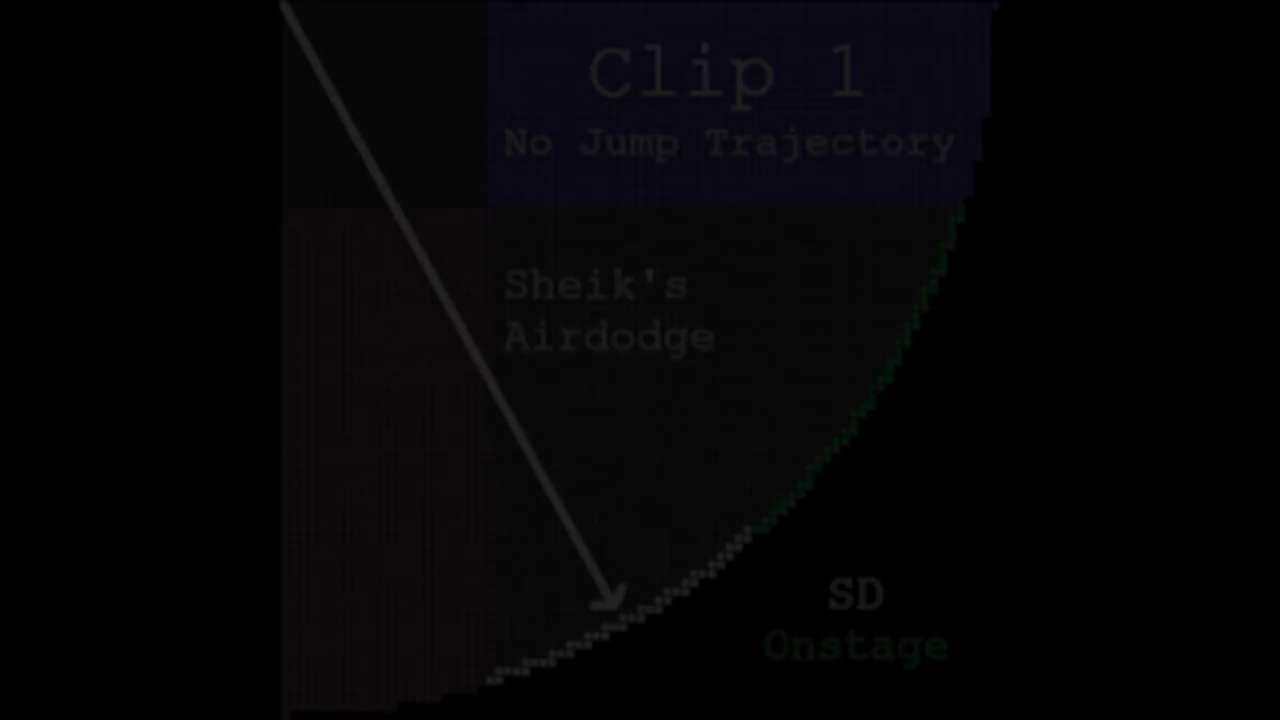 Clip 1
No Jump Trajectory
Sheik's
Airdodge
SD
Onstage